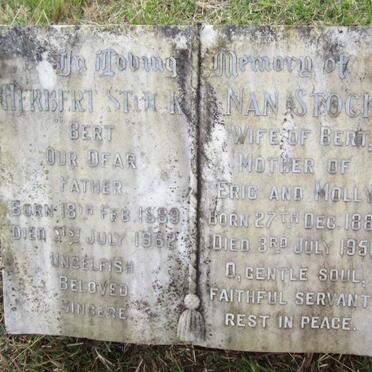 In Loving Memory of
HERBERT STOCK
BERT
OUR DEAR
FATHER
BORN 18TH FEB. 1889
DIED JULY
UNSELFISH
BELOVED
SINCERE
NAN STOCK
WIFE OF BERT
MOTHER OF
ERIC AND MOLLY
BORN 27TH DEC.
DIED 3RD JULY
O, GENTLE SOUL,
FAITHFUL SERVANT
REST IN PEACE.